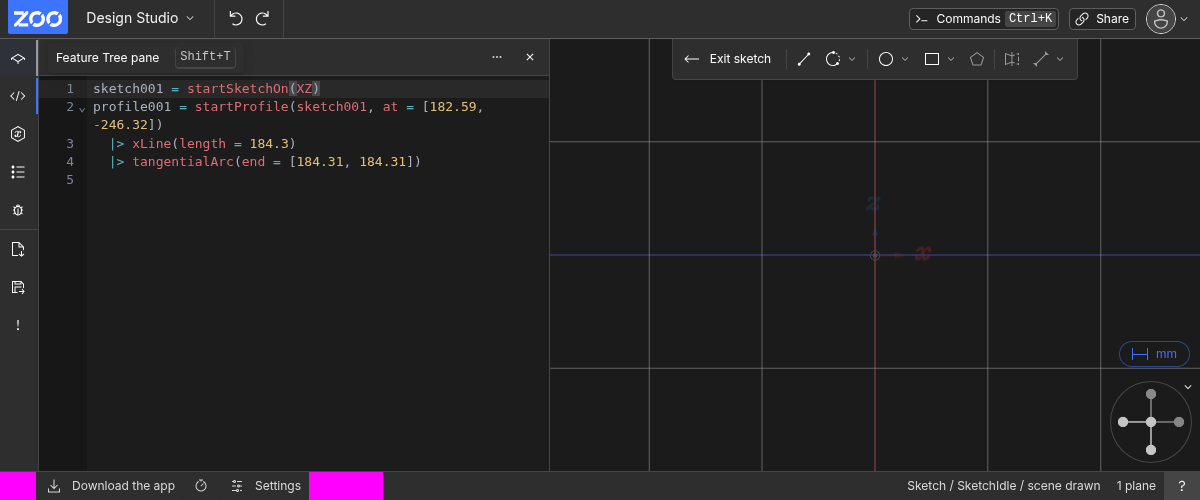 ZOO Design Studio Commands Ctrl+K Share
Feature Tree pane Shift+T
Exit sketch
1 sketch001 = startSketchOn(XZ)
2 profile001 = startProfile(sketch001, at = [182.59,
-246.32])
3 |> xLine(length = 184.3)
4 |> tangentialArc(end = [184.31, 184.31])
5
z
x
mm
Download the app Settings Sketch / SketchIdle / scene drawn 1 plane ?